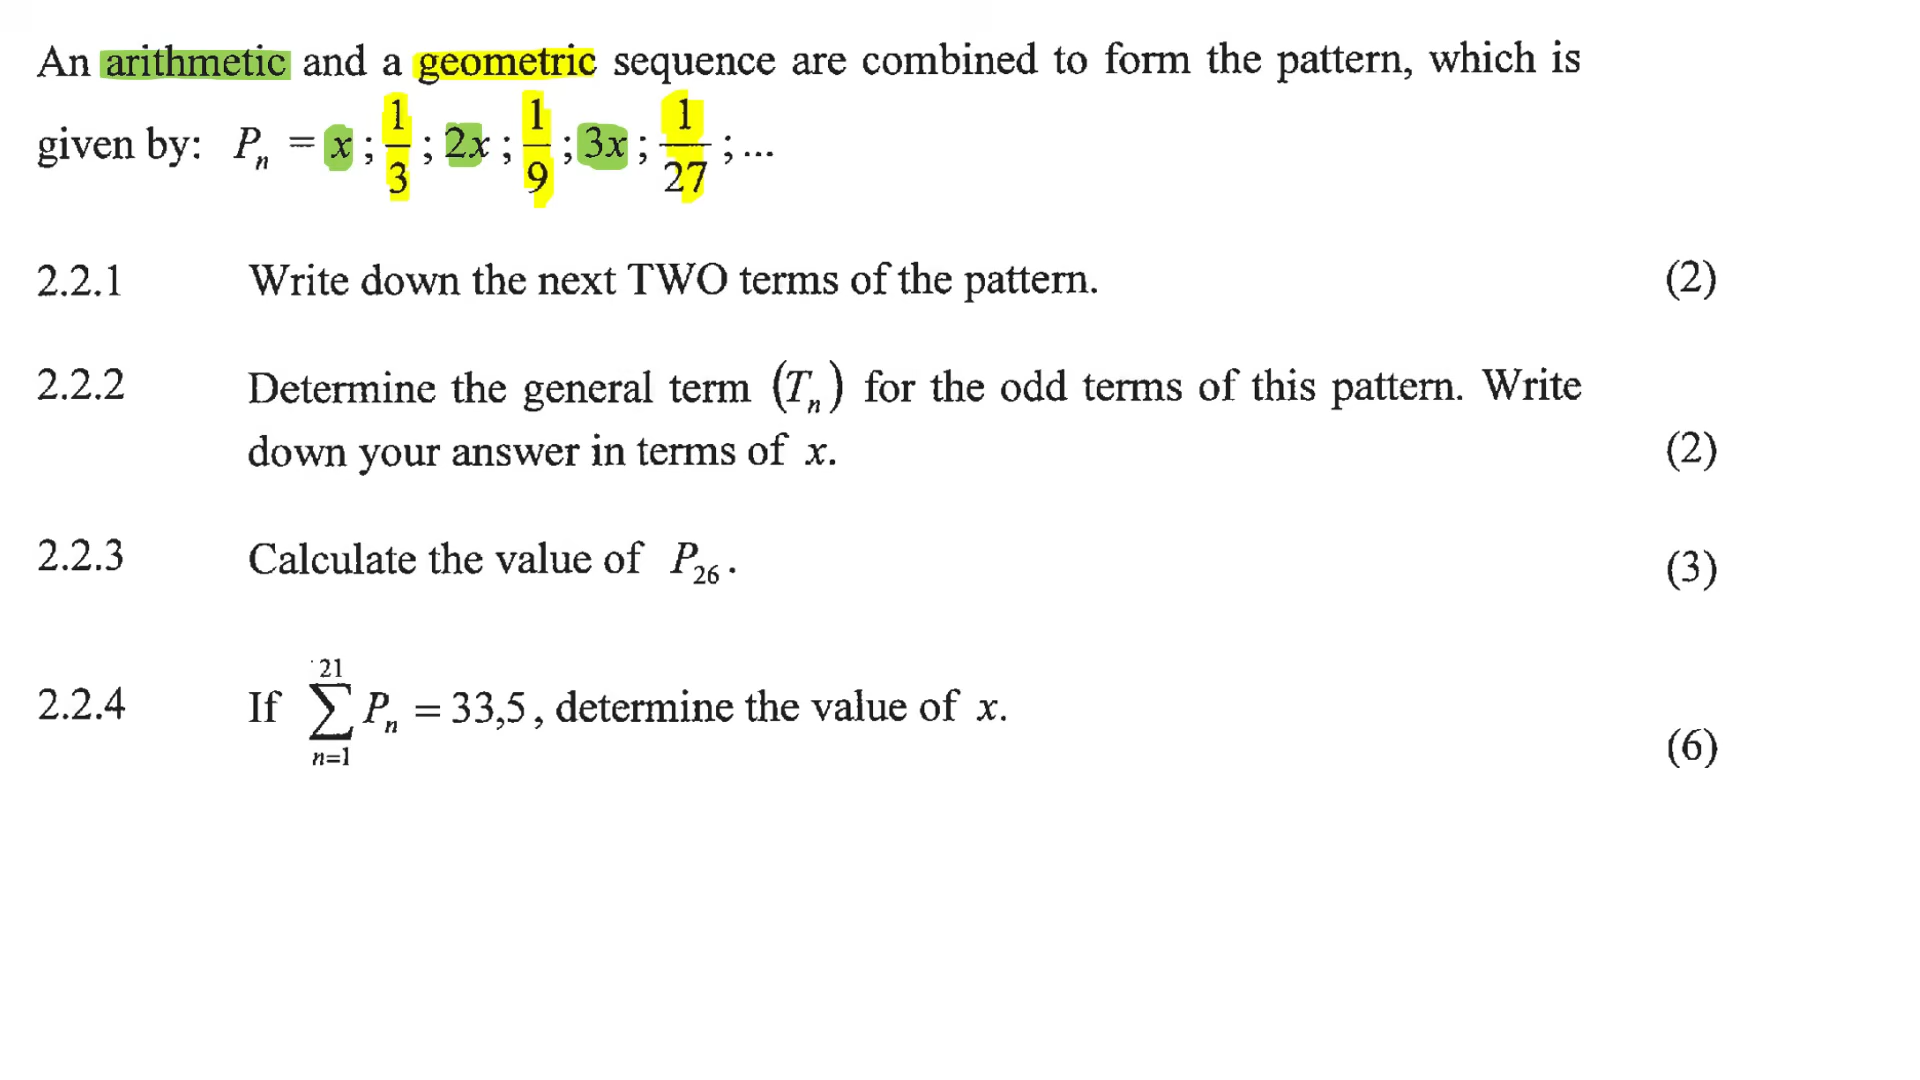 An arithmetic and a geometric sequence are combined to form the pattern, which is
given by: Pₙ = x ; 1/3 ; 2x ; 1/9 ; 3x ; 1/27 ; ...
2.2.1 Write down the next TWO terms of the pattern. (2)
2.2.2 Determine the general term (Tₙ) for the odd terms of this pattern. Write
down your answer in terms of x. (2)
2.2.3 Calculate the value of P₂₆. (3)
2.2.4 If ∑_{n=1}^{21} Pₙ = 33,5, determine the value of x.
(6)